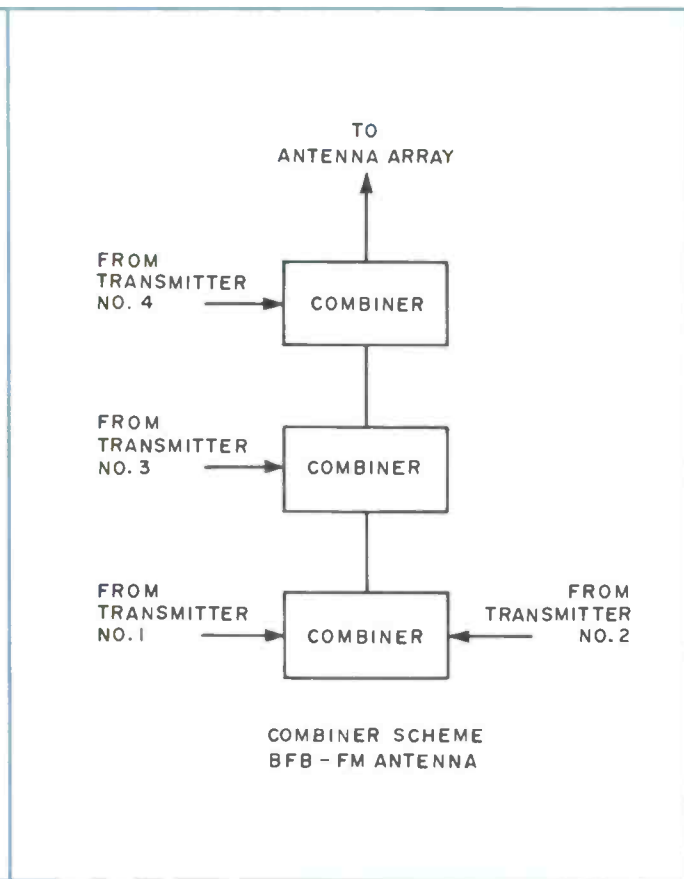 TO
ANTENNA ARRAY
FROM
TRANSMITTER
NO. 4
COMBINER
FROM
TRANSMITTER
NO. 3
COMBINER
FROM
TRANSMITTER
NO. 1
COMBINER
FROM
TRANSMITTER
NO. 2
COMBINER SCHEME
BFB - FM ANTENNA